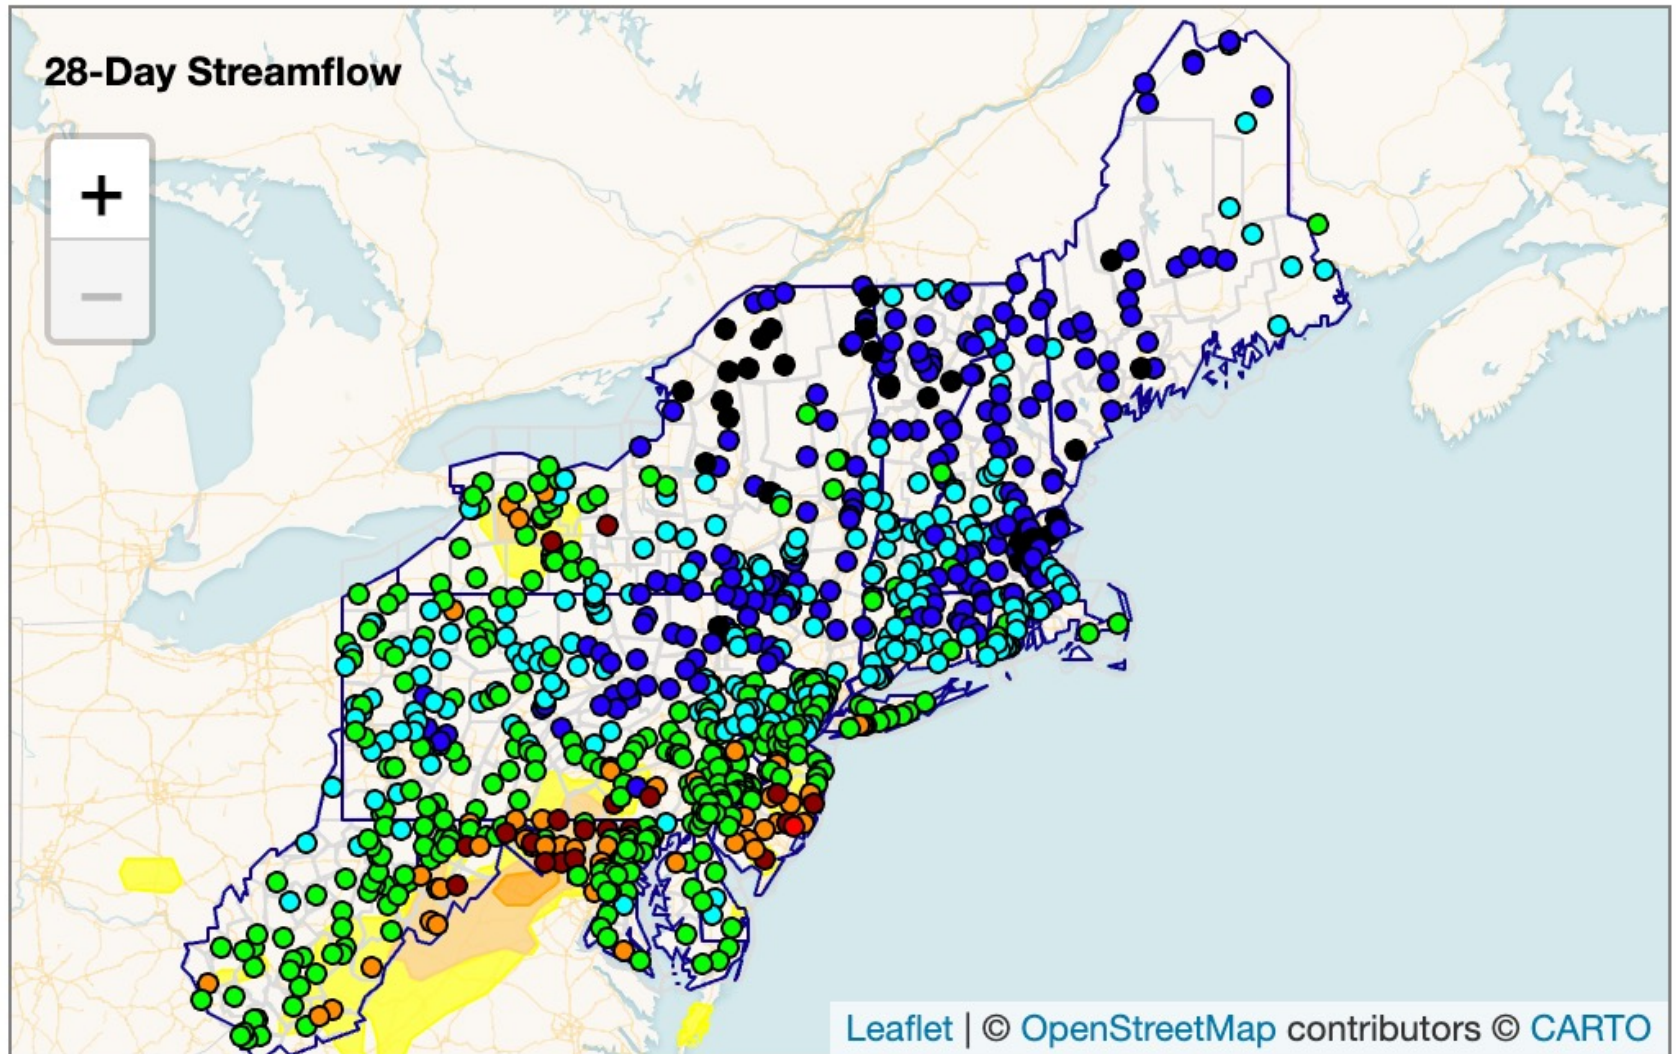 28-Day Streamflow
+
−
Leaflet | © OpenStreetMap contributors © CARTO